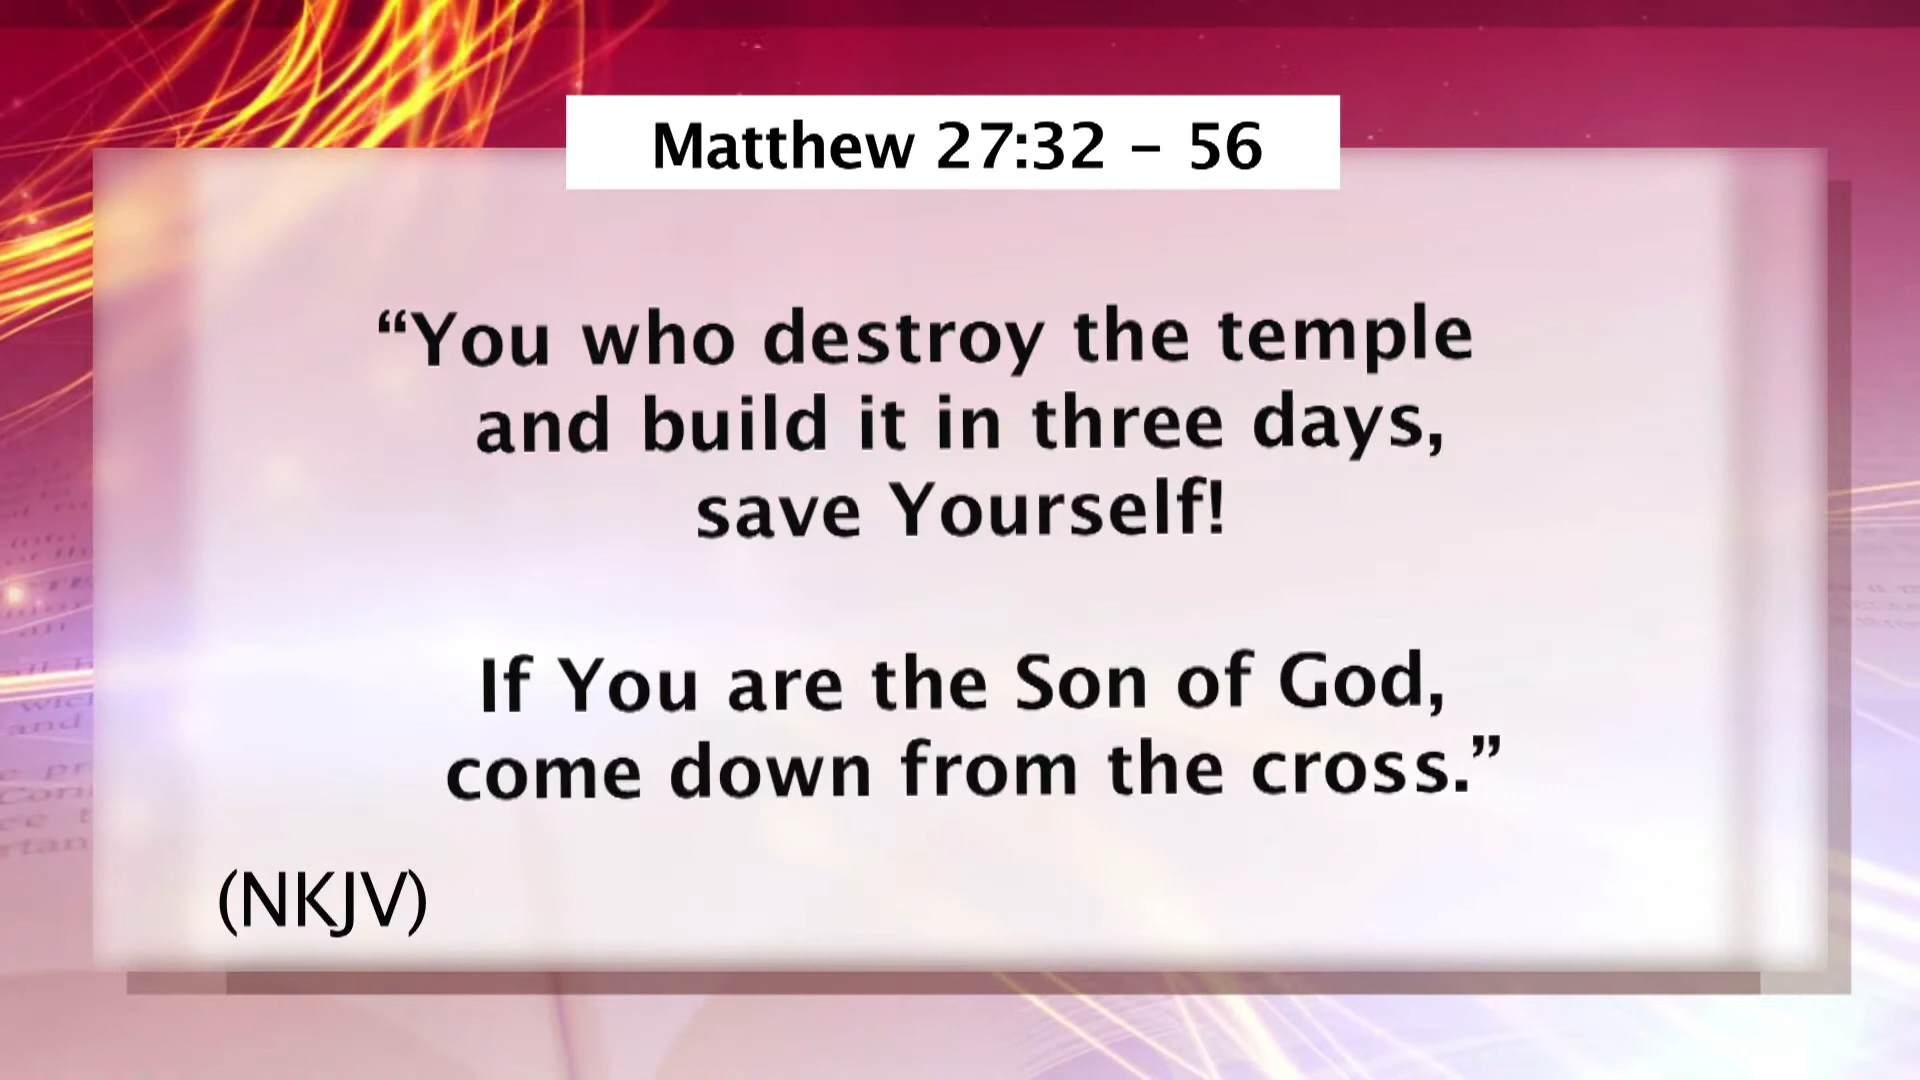 Matthew 27:32 – 56
“You who destroy the temple
and build it in three days,
save Yourself!
If You are the Son of God,
come down from the cross.”
(NKJV)